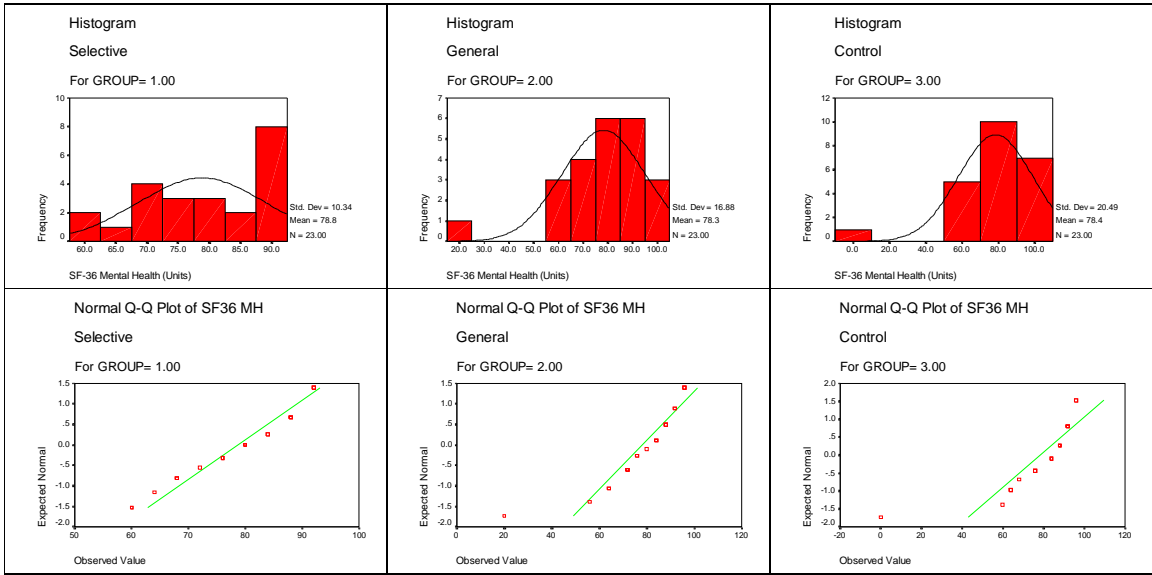 Histogram
Selective
For GROUP= 1.00
10
8
6
4
2
0
Frequency
60.0 65.0 70.0 75.0 80.0 85.0 90.0
Std. Dev = 10.34
Mean = 78.8
N = 23.00
SF-36 Mental Health (Units)
Histogram
General
For GROUP= 2.00
7
6
5
4
3
2
1
0
Frequency
20.0 30.0 40.0 50.0 60.0 70.0 80.0 90.0 100.0
Std. Dev = 16.88
Mean = 78.3
N = 23.00
SF-36 Mental Health (Units)
Histogram
Control
For GROUP= 3.00
12
10
8
6
4
2
0
Frequency
0.0 20.0 40.0 60.0 80.0 100.0
Std. Dev = 20.49
Mean = 78.4
N = 23.00
SF-36 Mental Health (Units)
Normal Q-Q Plot of SF36 MH
Selective
For GROUP= 1.00
1.5
1.0
.5
0.0
-.5
-1.0
-1.5
-2.0
Expected Normal
50 60 70 80 90 100
Observed Value
Normal Q-Q Plot of SF36 MH
General
For GROUP= 2.00
1.5
1.0
.5
0.0
-.5
-1.0
-1.5
-2.0
Expected Normal
0 20 40 60 80 100 120
Observed Value
Normal Q-Q Plot of SF36 MH
Control
For GROUP= 3.00
2.0
1.5
1.0
.5
0.0
-.5
-1.0
-1.5
-2.0
Expected Normal
-20 0 20 40 60 80 100 120
Observed Value